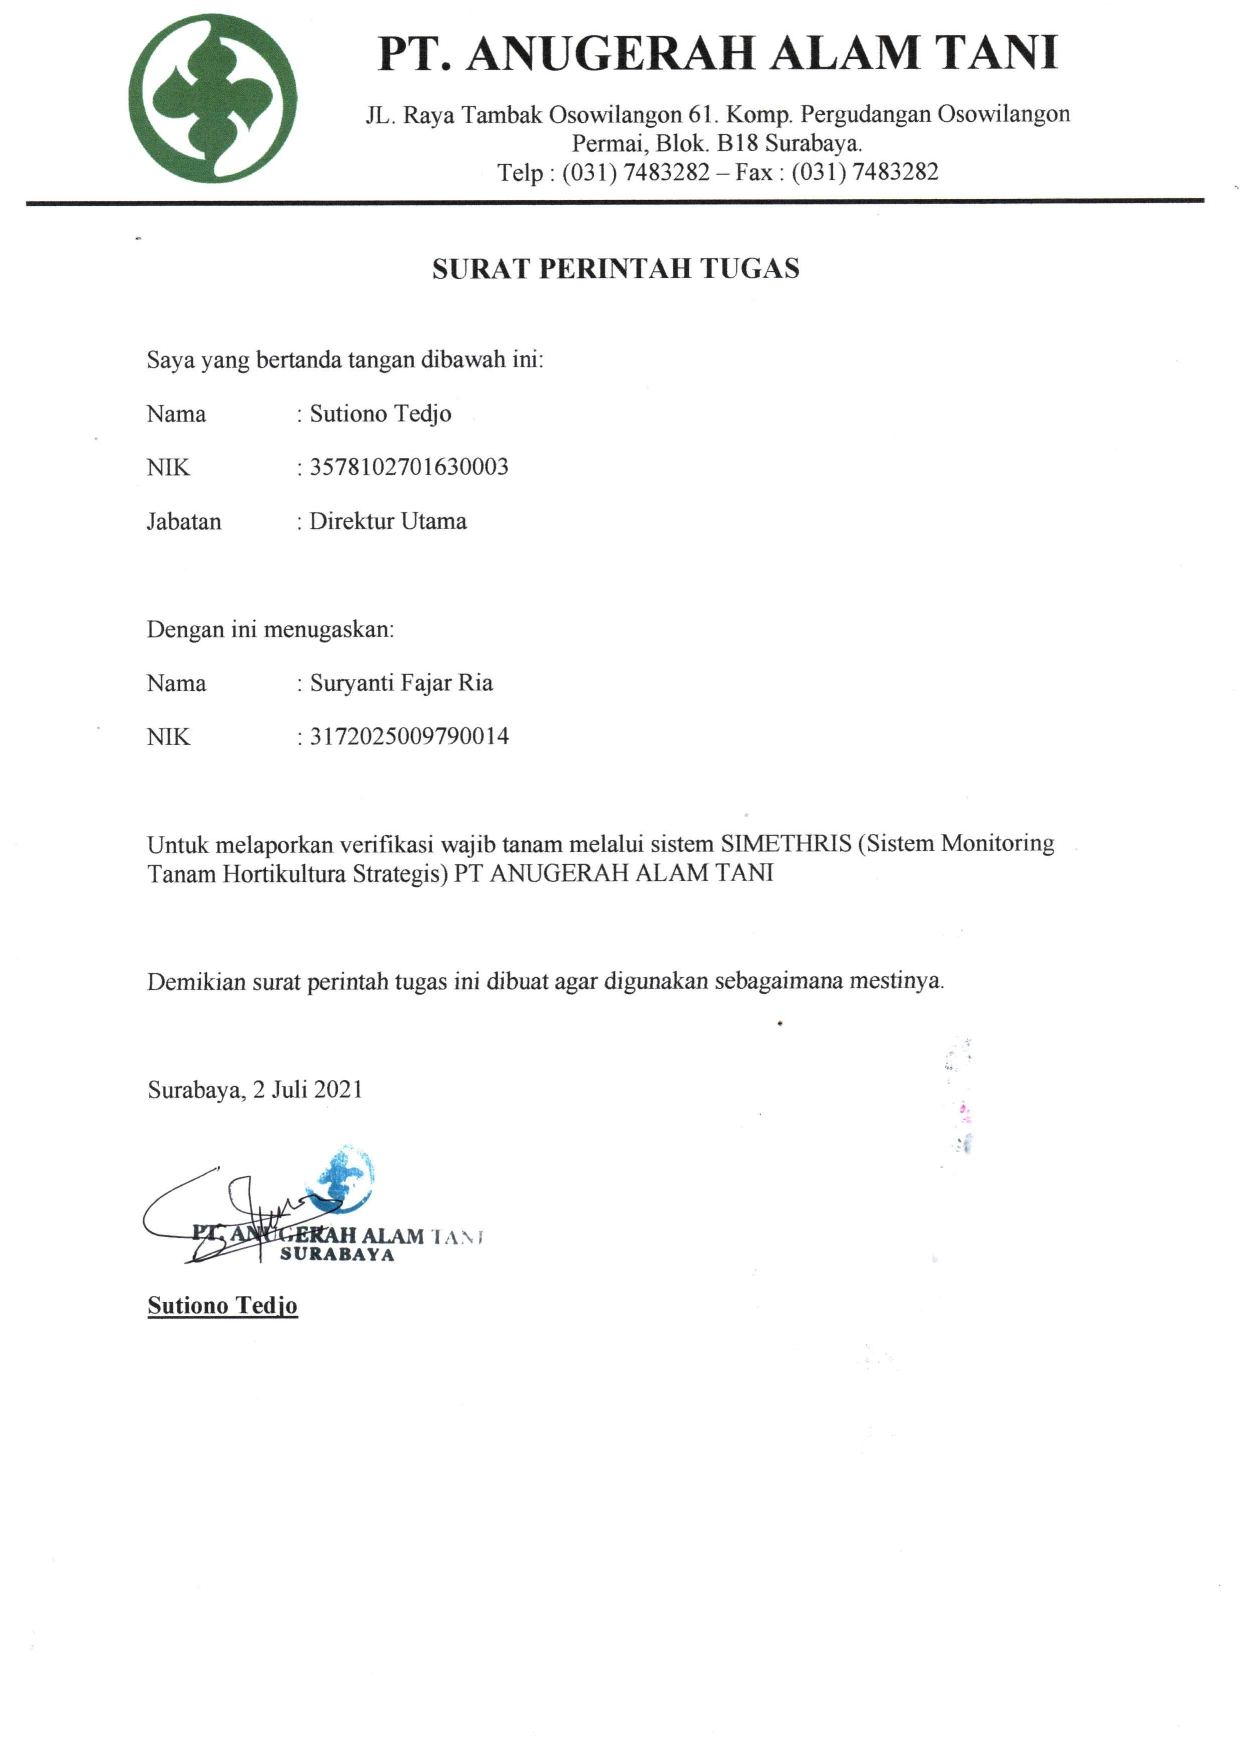 PT. ANUGERAH ALAM TANI
JL. Raya Tambak Osowilangon 61. Komp. Pergudangan Osowilangon
Permai, Blok. B18 Surabaya.
Telp : (031) 7483282 – Fax : (031) 7483282
SURAT PERINTAH TUGAS
Saya yang bertanda tangan dibawah ini:
Nama : Sutiono Tedjo
NIK : 3578102701630003
Jabatan : Direktur Utama
Dengan ini menugaskan:
Nama : Suryanti Fajar Ria
NIK : 3172025009790014
Untuk melaporkan verifikasi wajib tanam melalui sistem SIMETHRIS (Sistem Monitoring
Tanam Hortikultura Strategis) PT ANUGERAH ALAM TANI
Demikian surat perintah tugas ini dibuat agar digunakan sebagaimana mestinya.
Surabaya, 2 Juli 2021
PT. ANUGERAH ALAM TANI
SURABAYA
Sutiono Tedjo